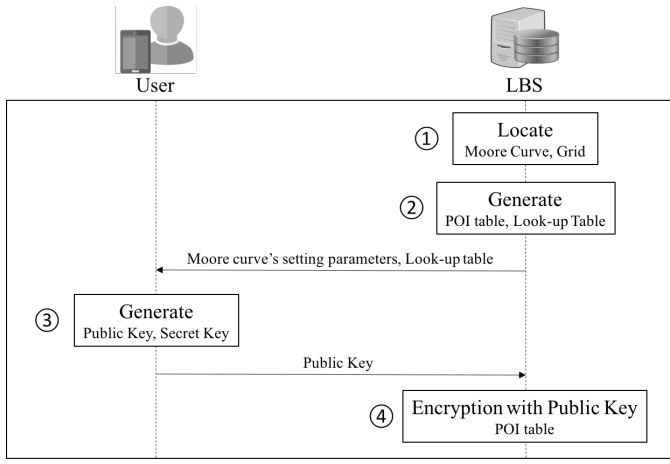 User
LBS
① Locate
Moore Curve, Grid
② Generate
POI table, Look-up Table
Moore curve's setting parameters, Look-up table
③ Generate
Public Key, Secret Key
Public Key
④ Encryption with Public Key
POI table